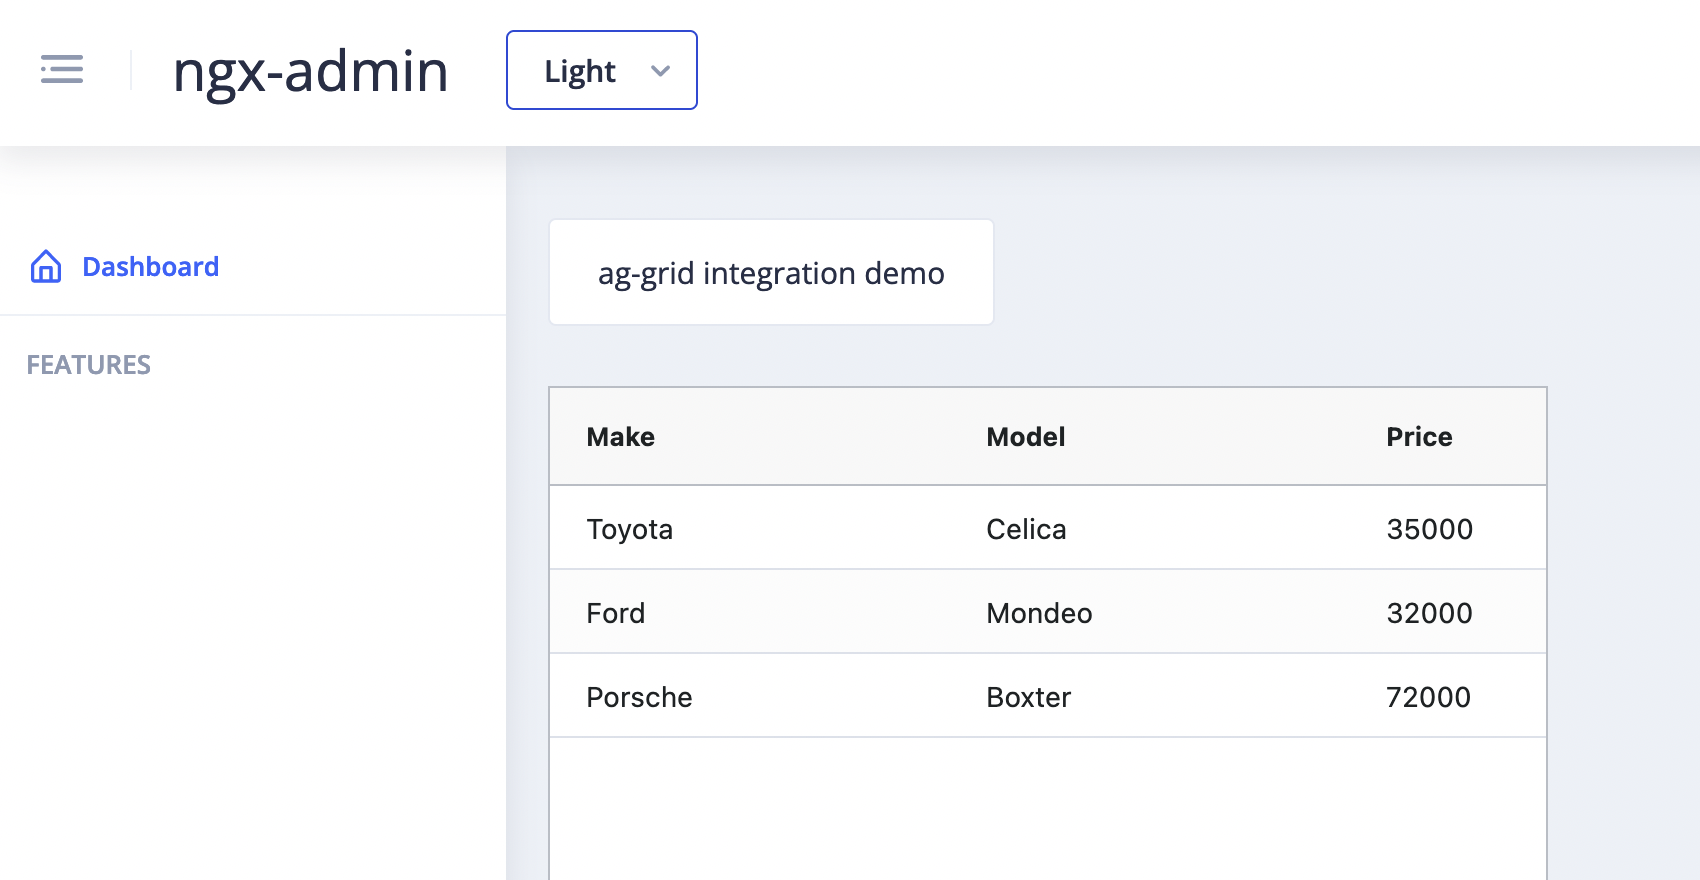 ngx-admin Light
Dashboard
FEATURES
ag-grid integration demo
Make Model Price
Toyota Celica 35000
Ford Mondeo 32000
Porsche Boxter 72000